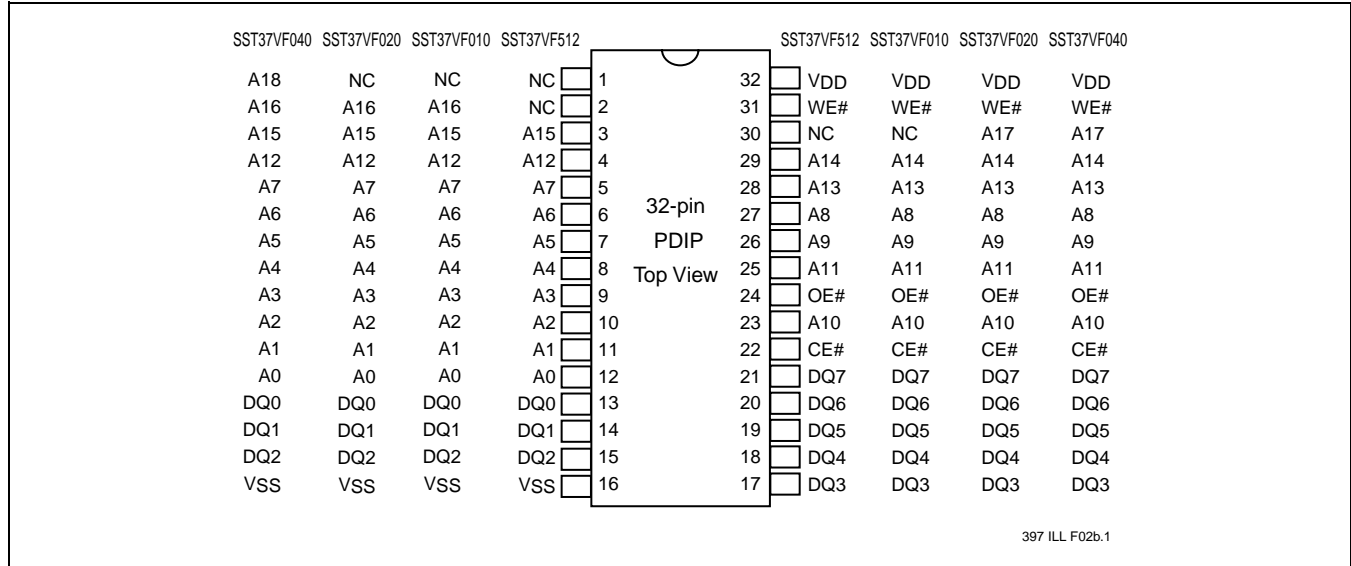 SST37VF040 SST37VF020 SST37VF010 SST37VF512 SST37VF512 SST37VF010 SST37VF020 SST37VF040
A18 NC NC NC 1 32 VDD VDD VDD VDD
A16 A16 A16 NC 2 31 WE# WE# WE# WE#
A15 A15 A15 A15 3 30 NC NC A17 A17
A12 A12 A12 A12 4 29 A14 A14 A14 A14
A7 A7 A7 A7 5 28 A13 A13 A13 A13
A6 A6 A6 A6 6 32-pin 27 A8 A8 A8 A8
A5 A5 A5 A5 7 PDIP 26 A9 A9 A9 A9
A4 A4 A4 A4 8 Top View 25 A11 A11 A11 A11
A3 A3 A3 A3 9 24 OE# OE# OE# OE#
A2 A2 A2 A2 10 23 A10 A10 A10 A10
A1 A1 A1 A1 11 22 CE# CE# CE# CE#
A0 A0 A0 A0 12 21 DQ7 DQ7 DQ7 DQ7
DQ0 DQ0 DQ0 DQ0 13 20 DQ6 DQ6 DQ6 DQ6
DQ1 DQ1 DQ1 DQ1 14 19 DQ5 DQ5 DQ5 DQ5
DQ2 DQ2 DQ2 DQ2 15 18 DQ4 DQ4 DQ4 DQ4
VSS VSS VSS VSS 16 17 DQ3 DQ3 DQ3 DQ3
397 ILL F02b.1